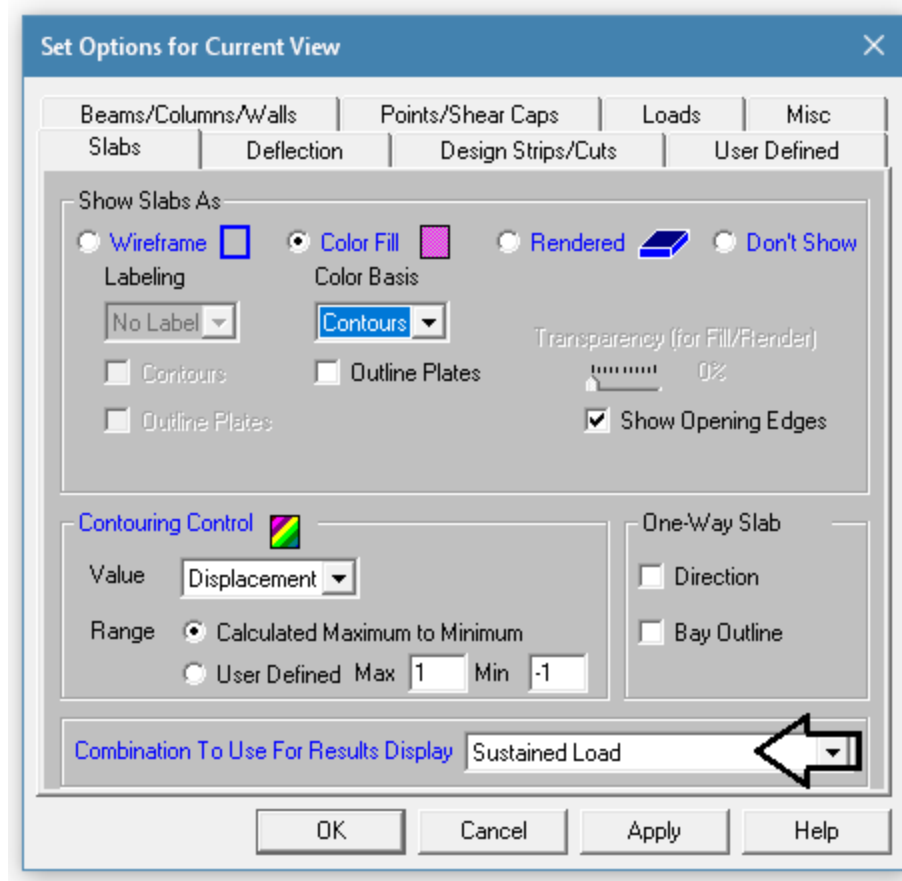 Set Options for Current View
Beams/Columns/Walls Points/Shear Caps Loads Misc
Slabs Deflection Design Strips/Cuts User Defined
Show Slabs As
Wireframe Color Fill Rendered Don't Show
Labeling Color Basis
No Label Contours
Transparency (for Fill/Render)
Contours Outline Plates 0%
Outline Plates Show Opening Edges
Contouring Control One-Way Slab
Value Displacement Direction
Range Calculated Maximum to Minimum Bay Outline
User Defined Max 1 Min -1
Combination To Use For Results Display Sustained Load
OK Cancel Apply Help